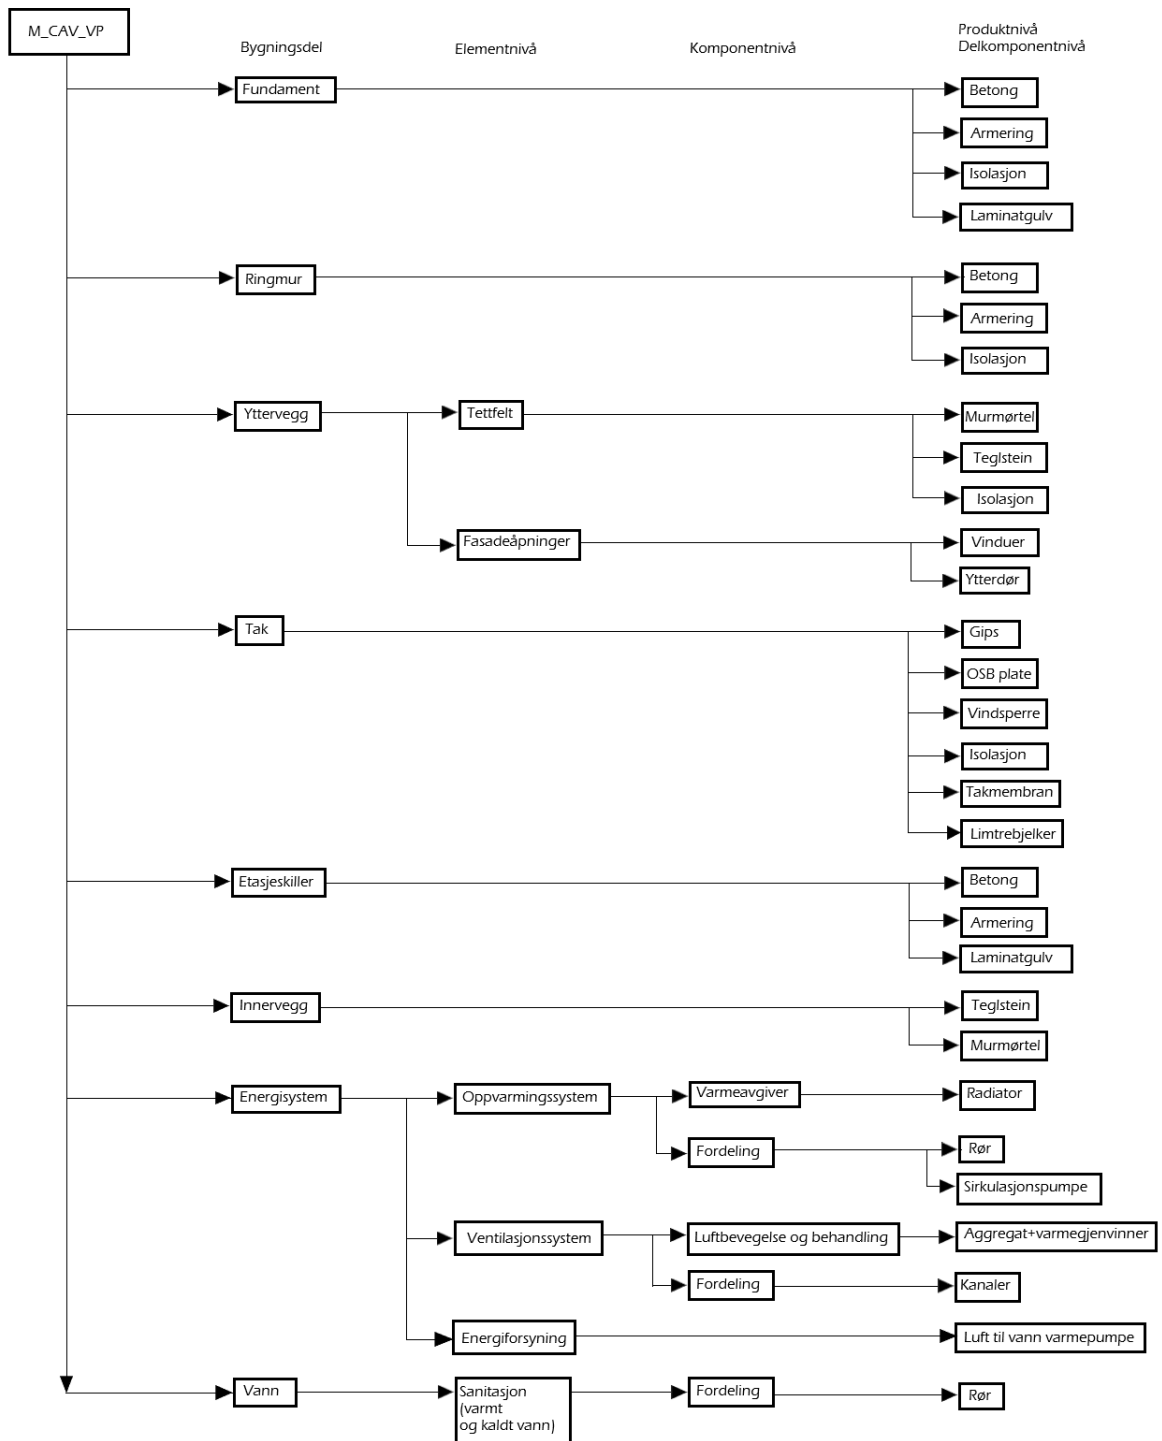 M_CAV_VP
Bygningsdel
Elementnivå
Komponentnivå
Produktnivå
Delkomponentnivå
Fundament
Betong
Armering
Isolasjon
Laminatgulv
Ringmur
Betong
Armering
Isolasjon
Yttervegg
Tettfelt
Murmørtel
Teglstein
Isolasjon
Fasadeåpninger
Vinduer
Ytterdør
Tak
Gips
OSB plate
Vindsperre
Isolasjon
Takmembran
Limtrebjelker
Etasjeskiller
Betong
Armering
Laminatgulv
Innervegg
Teglstein
Murmørtel
Energisystem
Oppvarmingssystem
Varmeavgiver
Radiator
Fordeling
Rør
Sirkulasjonspumpe
Ventilasjonssystem
Luftbevegelse og behandling
Aggregat+varmegjenvinner
Fordeling
Kanaler
Energiforsyning
Luft til vann varmepumpe
Vann
Sanitasjon
(varmt
og kaldt vann)
Fordeling
Rør